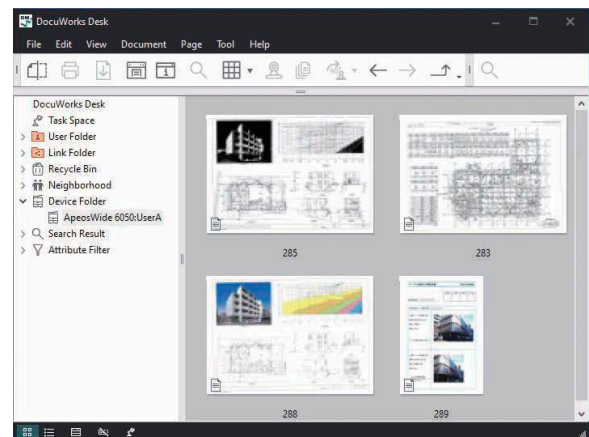 DocuWorks Desk
File Edit View Document Page Tool Help
DocuWorks Desk
Task Space
User Folder
Link Folder
Recycle Bin
Neighborhood
Device Folder
ApeosWide 6050:UserA
Search Result
Attribute Filter
285
283
288
289